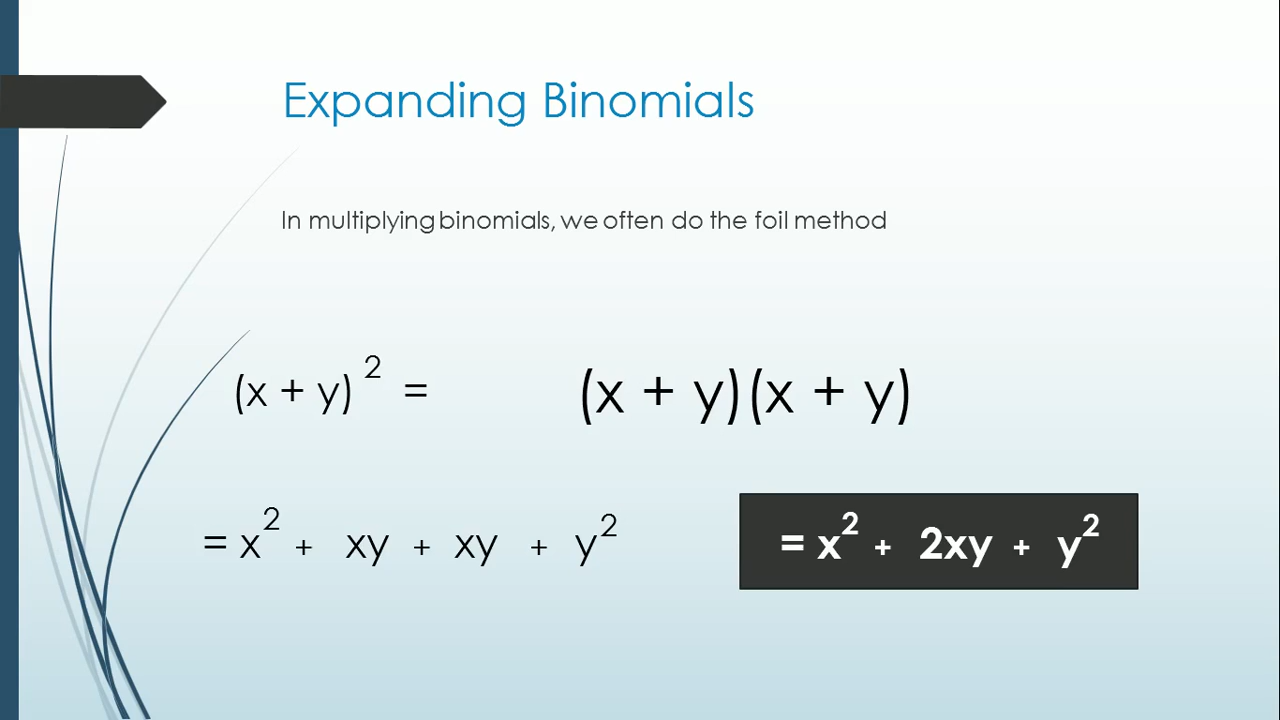 Expanding Binomials
In multiplying binomials, we often do the foil method
(x + y)² = (x + y)(x + y)
= x² + xy + xy + y² = x² + 2xy + y²